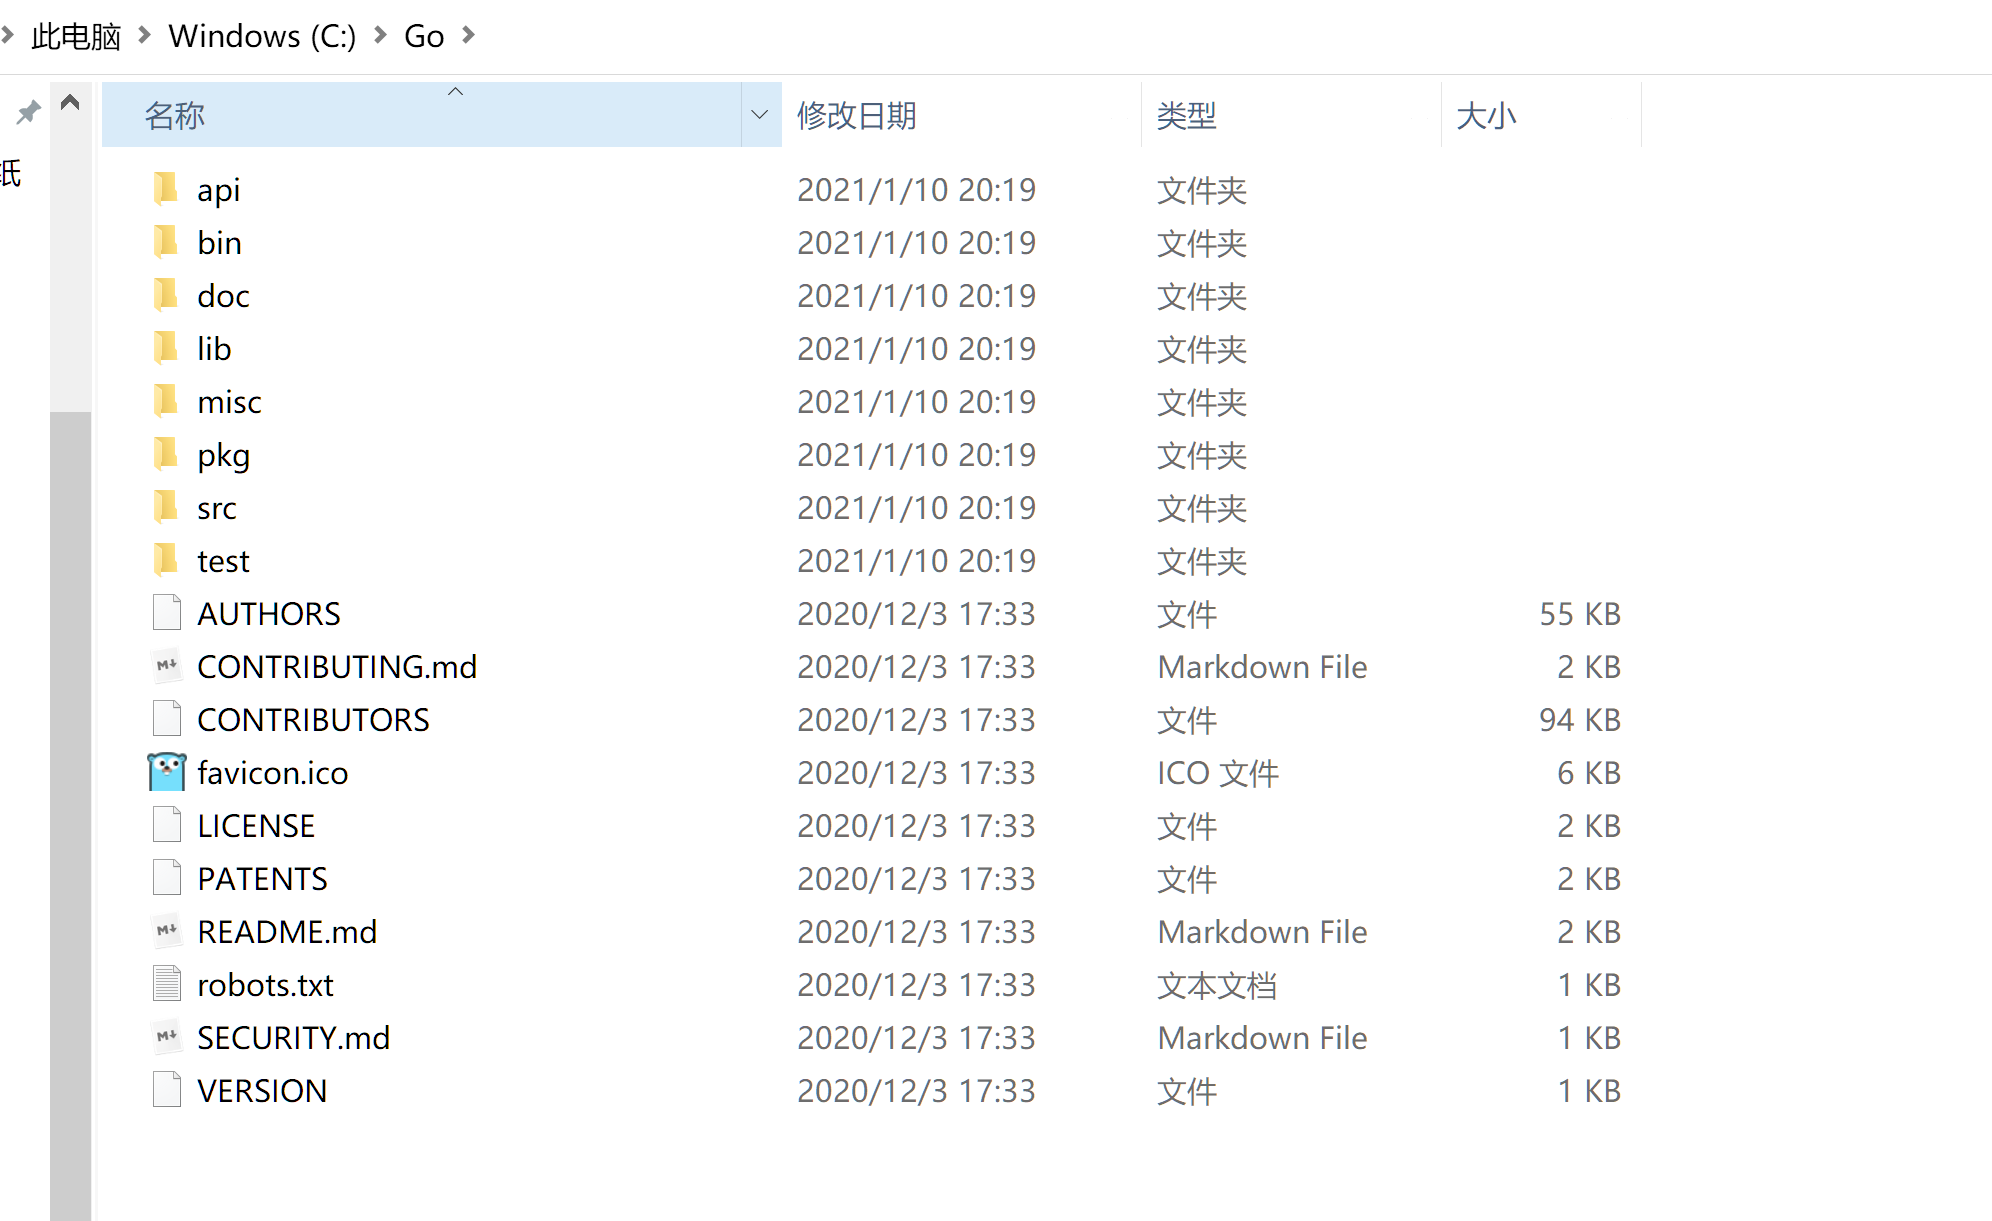 此电脑 Windows (C:) Go
名称 修改日期 类型 大小
纸
api 2021/1/10 20:19 文件夹
bin 2021/1/10 20:19 文件夹
doc 2021/1/10 20:19 文件夹
lib 2021/1/10 20:19 文件夹
misc 2021/1/10 20:19 文件夹
pkg 2021/1/10 20:19 文件夹
src 2021/1/10 20:19 文件夹
test 2021/1/10 20:19 文件夹
AUTHORS 2020/12/3 17:33 文件 55 KB
CONTRIBUTING.md 2020/12/3 17:33 Markdown File 2 KB
CONTRIBUTORS 2020/12/3 17:33 文件 94 KB
favicon.ico 2020/12/3 17:33 ICO 文件 6 KB
LICENSE 2020/12/3 17:33 文件 2 KB
PATENTS 2020/12/3 17:33 文件 2 KB
README.md 2020/12/3 17:33 Markdown File 2 KB
robots.txt 2020/12/3 17:33 文本文档 1 KB
SECURITY.md 2020/12/3 17:33 Markdown File 1 KB
VERSION 2020/12/3 17:33 文件 1 KB